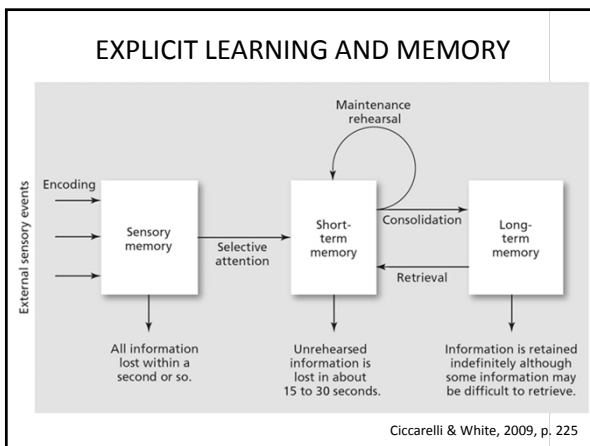 EXPLICIT LEARNING AND MEMORY
Maintenance
rehearsal
External sensory events
Encoding
Sensory
memory
Selective
attention
Short-
term
memory
Consolidation
Retrieval
Long-
term
memory
All information
lost within a
second or so.
Unrehearsed
information is
lost in about
15 to 30 seconds.
Information is retained
indefinitely although
some information may
be difficult to retrieve.
Ciccarelli & White, 2009, p. 225